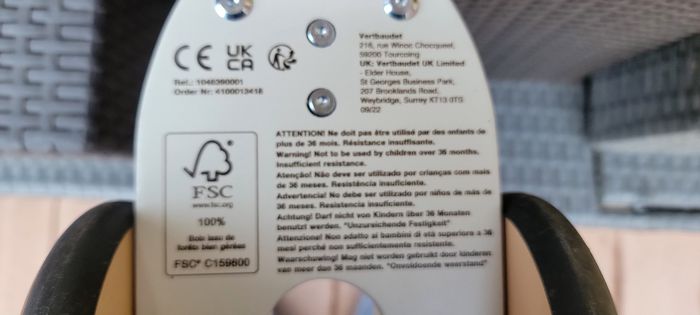 CE UK CA
Ref.: 1046360001
Order Nr: 4100013418
Vertbaudet
216, rue Winoc Chocqueel,
59200 Tourcoing
UK: Vertbaudet UK Limited
- Elder House,
St Georges Business Park,
207 Brooklands Road,
Weybridge, Surrey KT13 0TS
09/22
FSC
www.fsc.org
100%
Bois issu de
forêts bien gérées
FSC® C159800
ATTENTION! Ne doit pas être utilisé par des enfants de
plus de 36 mois. Résistance insuffisante.
Warning! Not to be used by children over 36 months.
Insufficient resistance.
Atenção! Não deve ser utilizado por crianças com mais
de 36 meses. Resistência insuficiente.
Advertencia! No debe ser utilizado por niños de más de
36 meses. Resistencia insuficiente.
Achtung! Darf nicht von Kindern über 36 Monaten
benutzt werden. "Unzureichende Festigkeit"
Attenzione! Non adatto ai bambini di età superiore a 36
mesi perché non sufficientemente resistente.
Waarschuwing! Mag niet worden gebruikt door kinderen
van meer dan 36 maanden. "Onvoldoende weerstand"